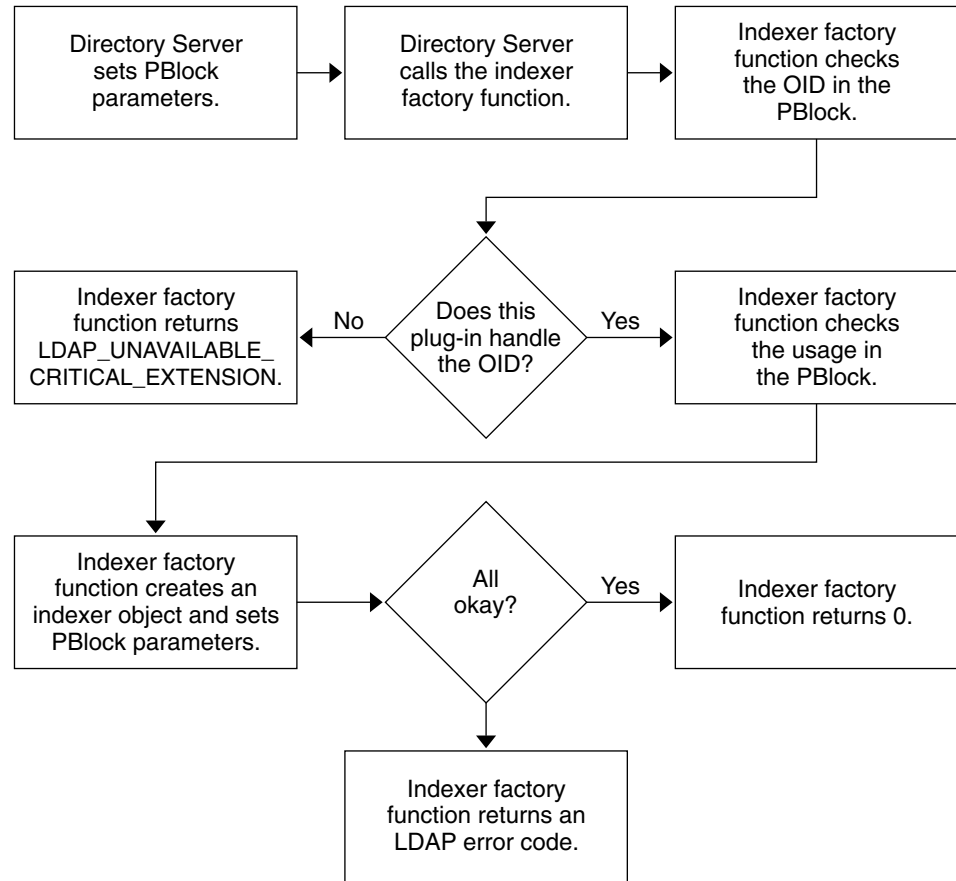 Directory Server
sets PBlock
parameters.
Directory Server
calls the indexer
factory function.
Indexer factory
function checks
the OID in the
PBlock.
Indexer factory
function returns
LDAP_UNAVAILABLE_
CRITICAL_EXTENSION.
No
Does this
plug-in handle
the OID?
Yes
Indexer factory
function checks
the usage in
the PBlock.
Indexer factory
function creates an
indexer object and sets
PBlock parameters.
All
okay?
Yes
Indexer factory
function returns 0.
Indexer factory
function returns an
LDAP error code.